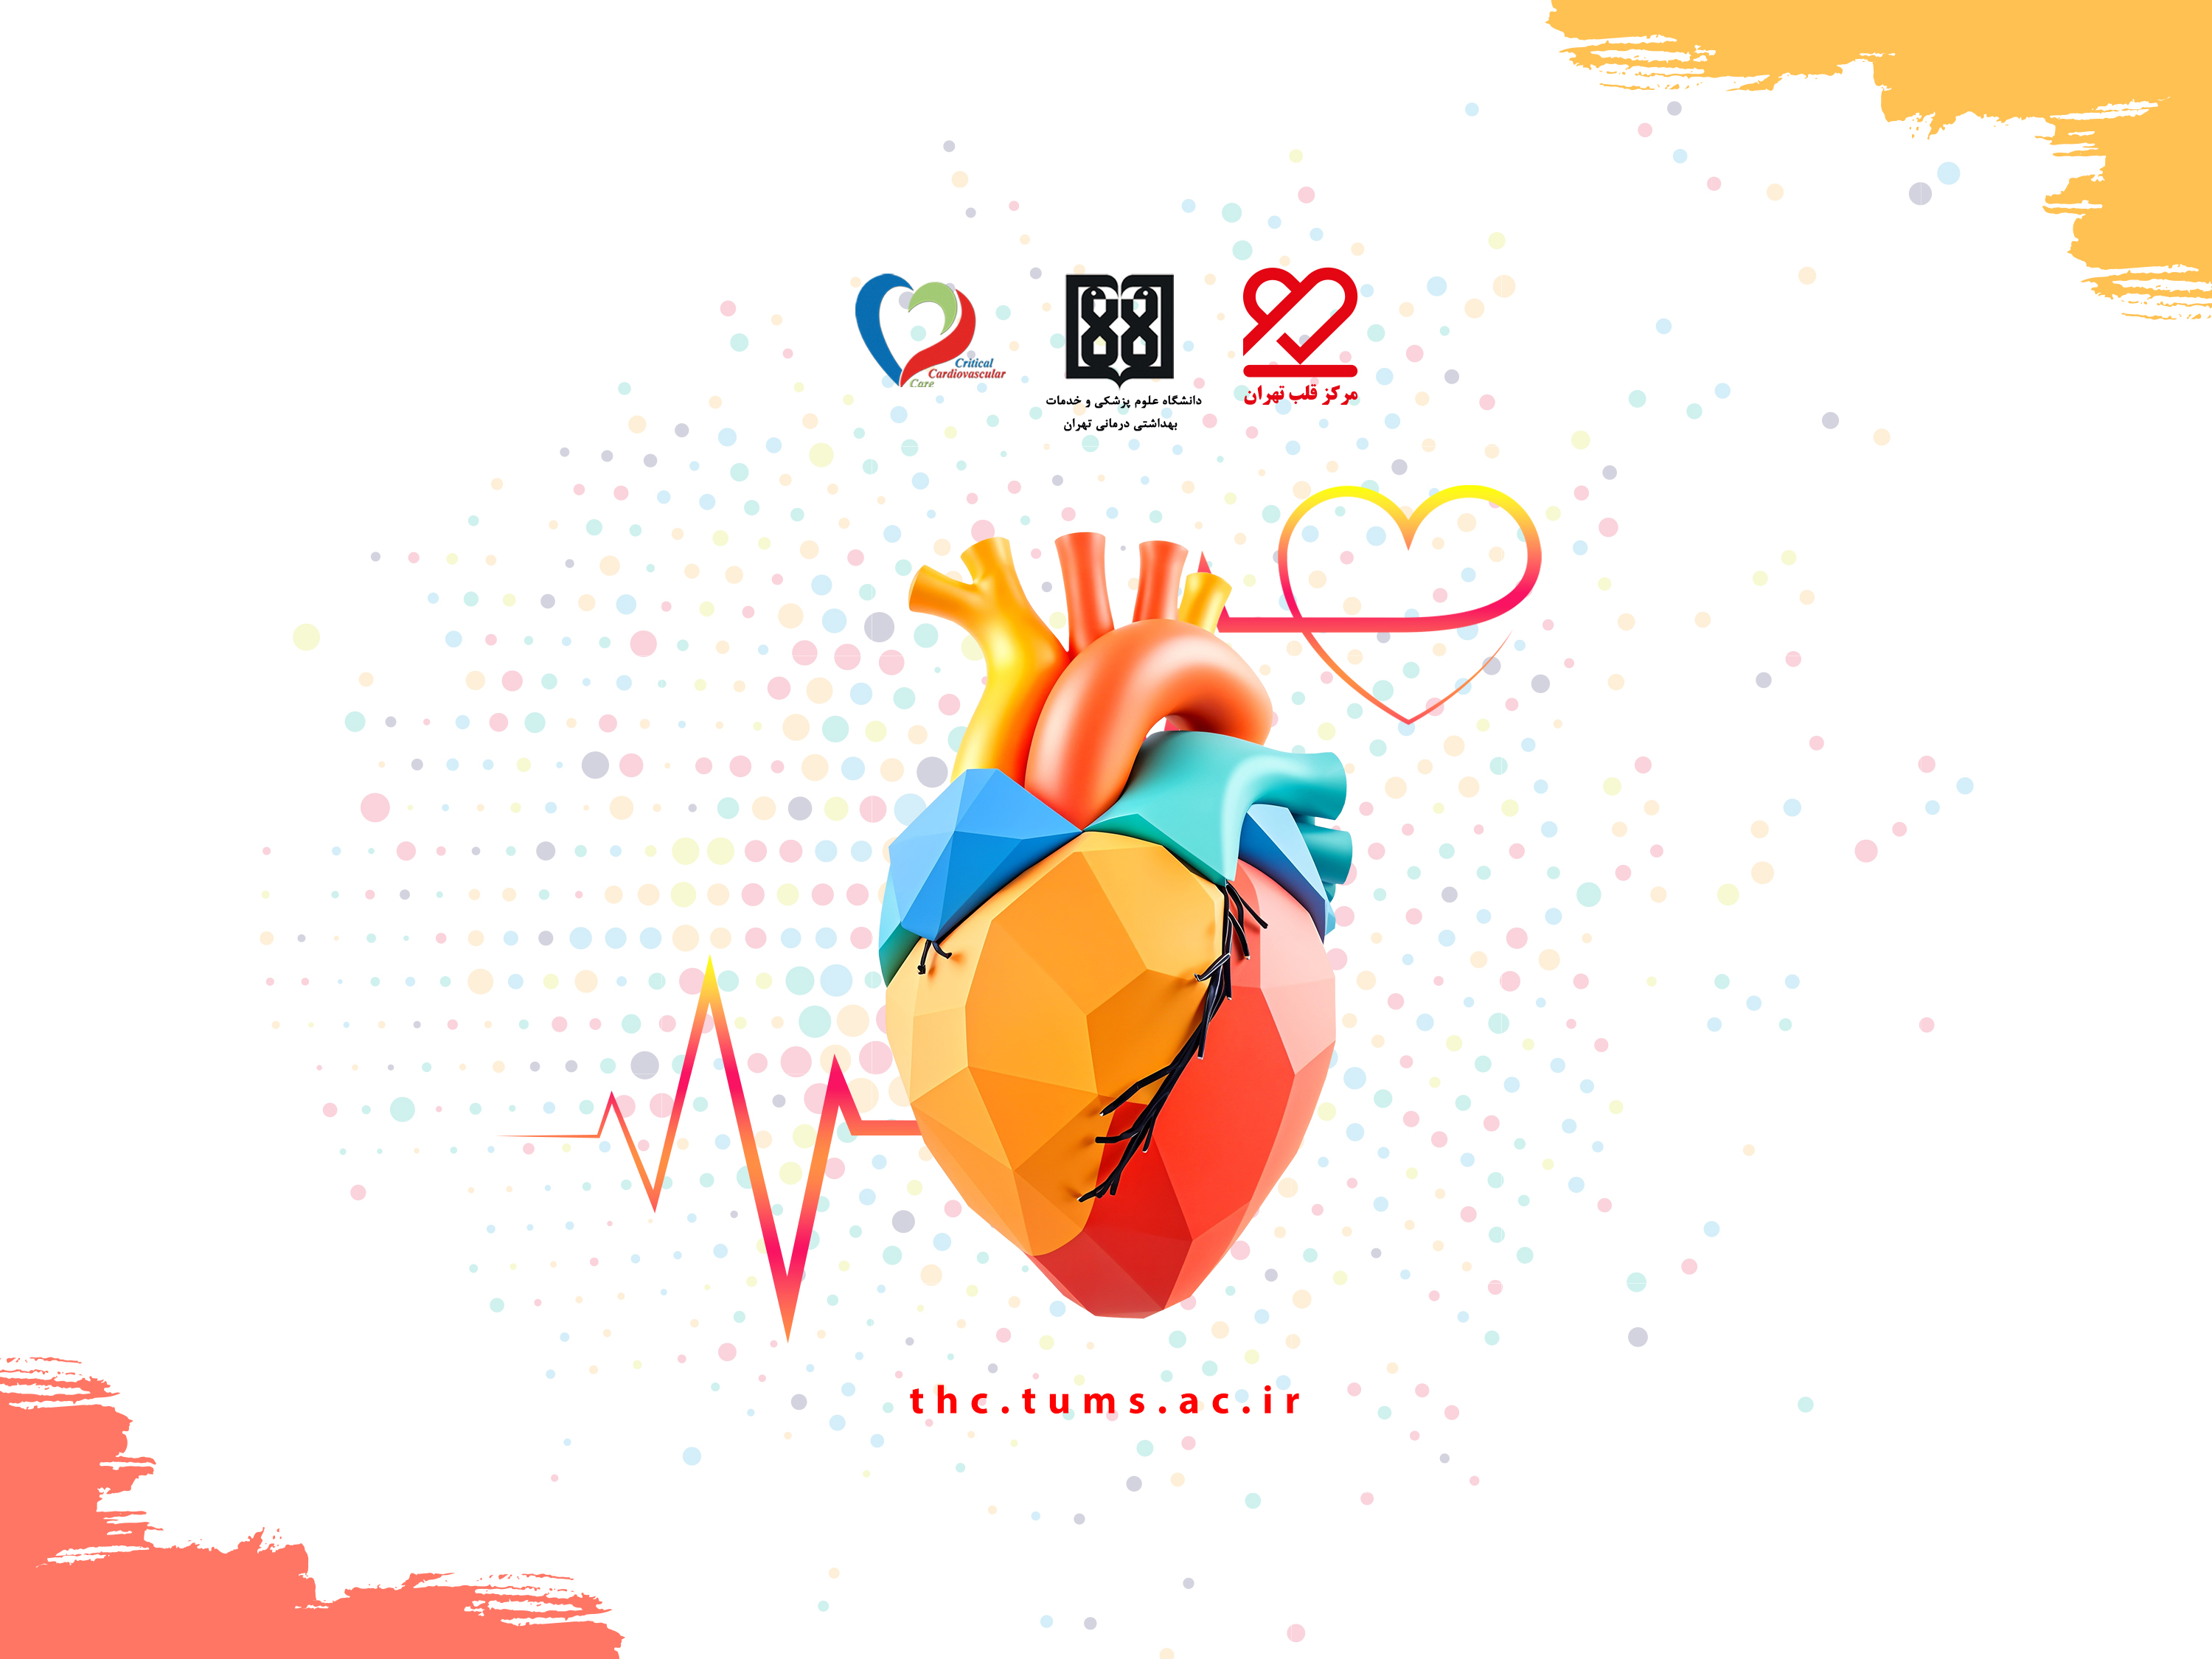 Critical
Cardiovascular
Care
دانشگاه علوم پزشکی و خدمات
بهداشتی درمانی تهران
مرکز قلب تهران
thc.tums.ac.ir